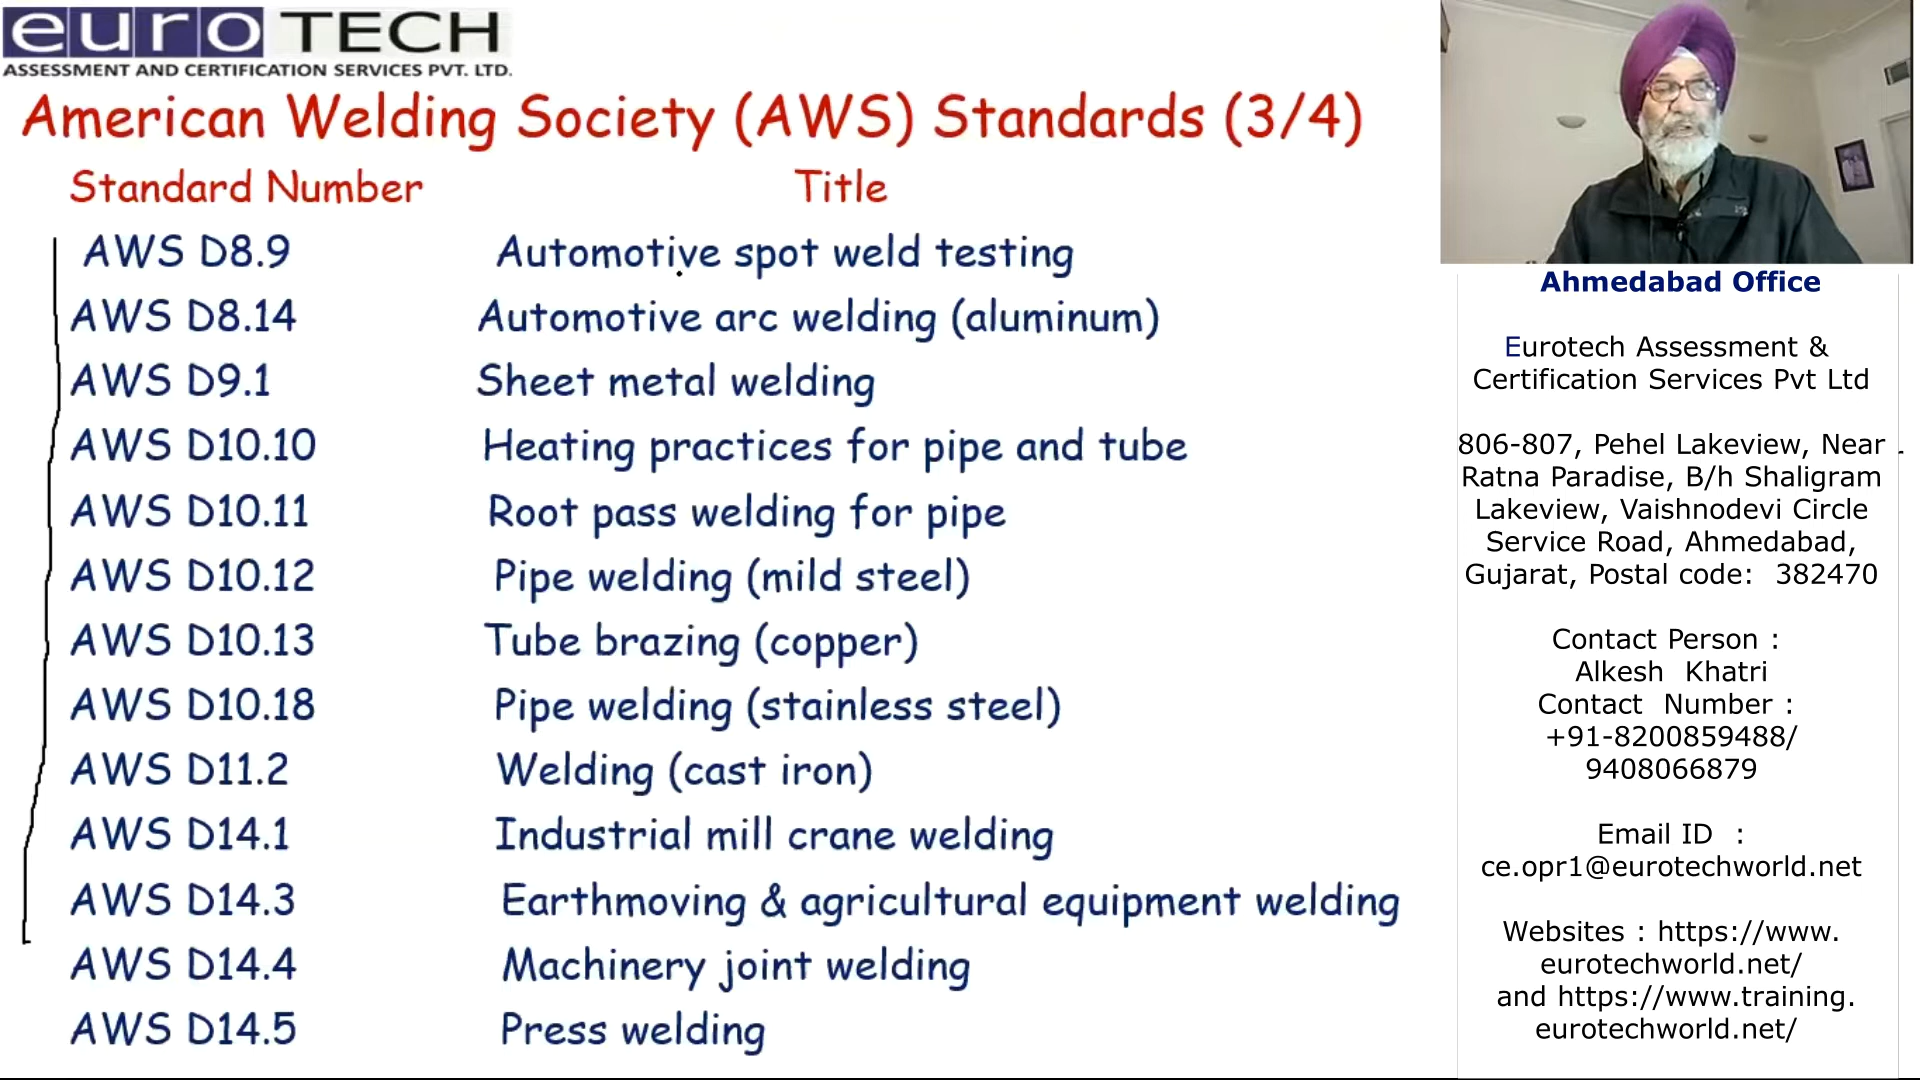 euro TECH
ASSESSMENT AND CERTIFICATION SERVICES PVT. LTD.
American Welding Society (AWS) Standards (3/4)
Standard Number Title
AWS D8.9 Automotive spot weld testing
AWS D8.14 Automotive arc welding (aluminum)
AWS D9.1 Sheet metal welding
AWS D10.10 Heating practices for pipe and tube
AWS D10.11 Root pass welding for pipe
AWS D10.12 Pipe welding (mild steel)
AWS D10.13 Tube brazing (copper)
AWS D10.18 Pipe welding (stainless steel)
AWS D11.2 Welding (cast iron)
AWS D14.1 Industrial mill crane welding
AWS D14.3 Earthmoving & agricultural equipment welding
AWS D14.4 Machinery joint welding
AWS D14.5 Press welding
Ahmedabad Office
Eurotech Assessment &
Certification Services Pvt Ltd
806-807, Pehel Lakeview, Near
Ratna Paradise, B/h Shaligram
Lakeview, Vaishnodevi Circle
Service Road, Ahmedabad,
Gujarat, Postal code: 382470
Contact Person :
Alkesh Khatri
Contact Number :
+91-8200859488/
9408066879
Email ID :
ce.opr1@eurotechworld.net
Websites : https://www.
eurotechworld.net/
and https://www.training.
eurotechworld.net/